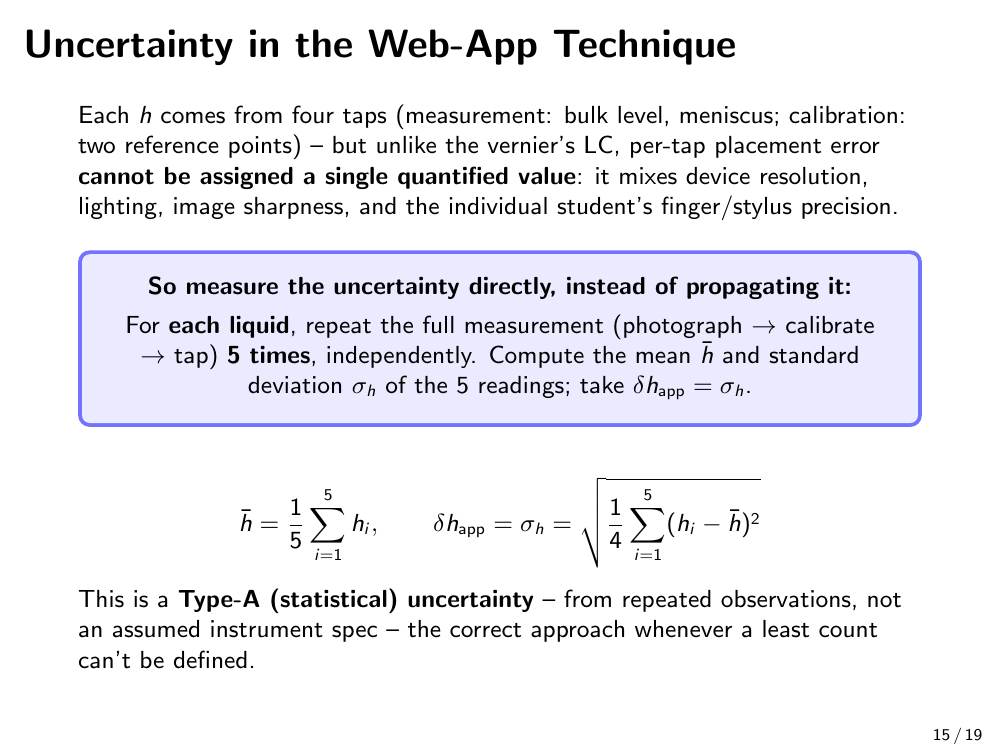 Uncertainty in the Web-App Technique
Each h comes from four taps (measurement: bulk level, meniscus; calibration:
two reference points) – but unlike the vernier's LC, per-tap placement error
cannot be assigned a single quantified value: it mixes device resolution,
lighting, image sharpness, and the individual student's finger/stylus precision.
So measure the uncertainty directly, instead of propagating it:
For each liquid, repeat the full measurement (photograph → calibrate
→ tap) 5 times, independently. Compute the mean h̄ and standard
deviation σₕ of the 5 readings; take δh_app = σₕ.
h̄ = 1/5 ∑_{i=1}^{5} hᵢ, δh_app = σₕ = √(1/4 ∑_{i=1}^{5} (hᵢ − h̄)²)
This is a Type-A (statistical) uncertainty – from repeated observations, not
an assumed instrument spec – the correct approach whenever a least count
can't be defined.
15 / 19